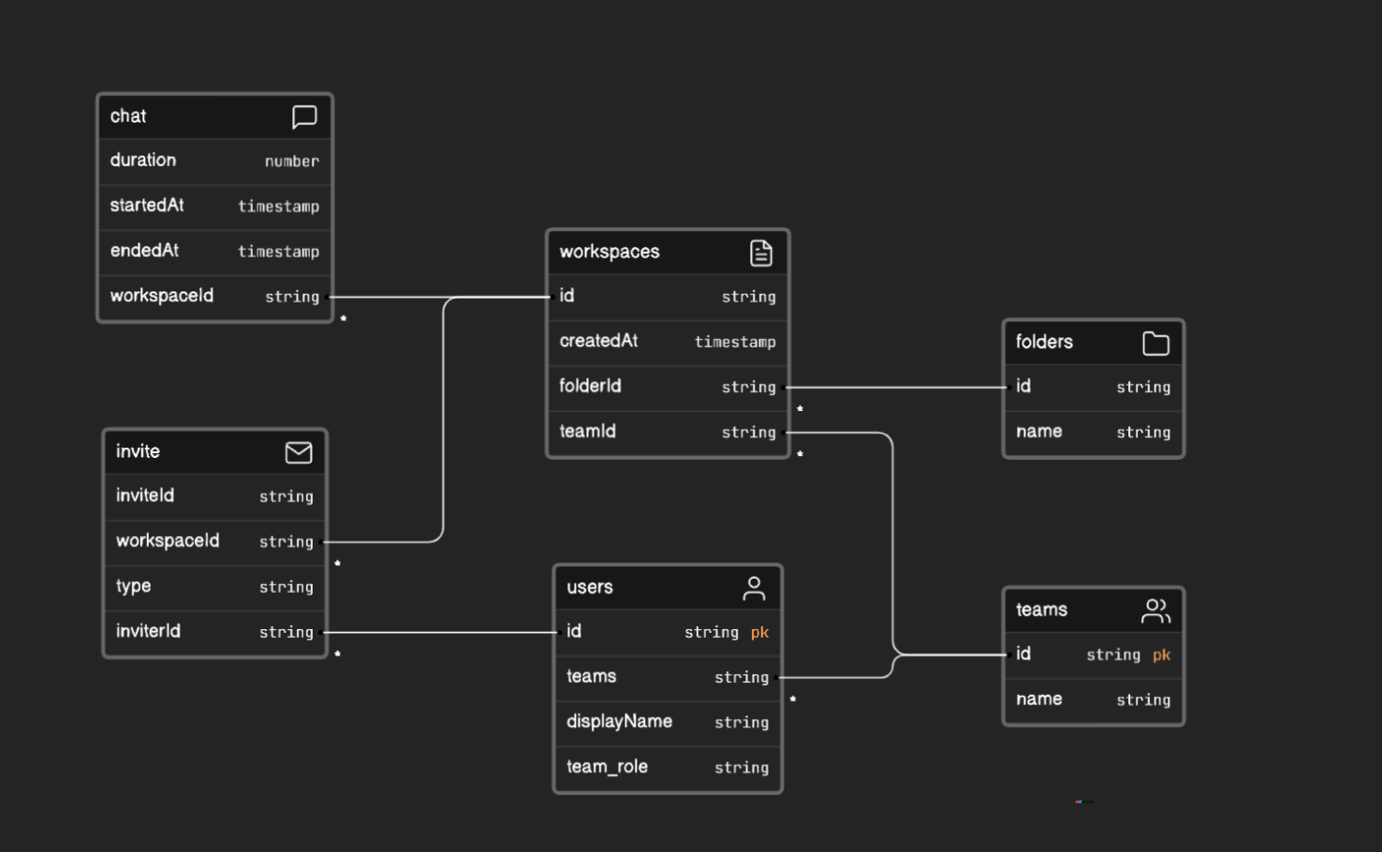 chat
duration number
startedAt timestamp
endedAt timestamp
workspaceId string
*
workspaces
id string
createdAt timestamp
folderId string
*
teamId string
*
folders
id string
name string
invite
inviteId string
workspaceId string
*
type string
inviterId string
*
users
id string pk
teams string
*
displayName string
team_role string
teams
id string pk
name string